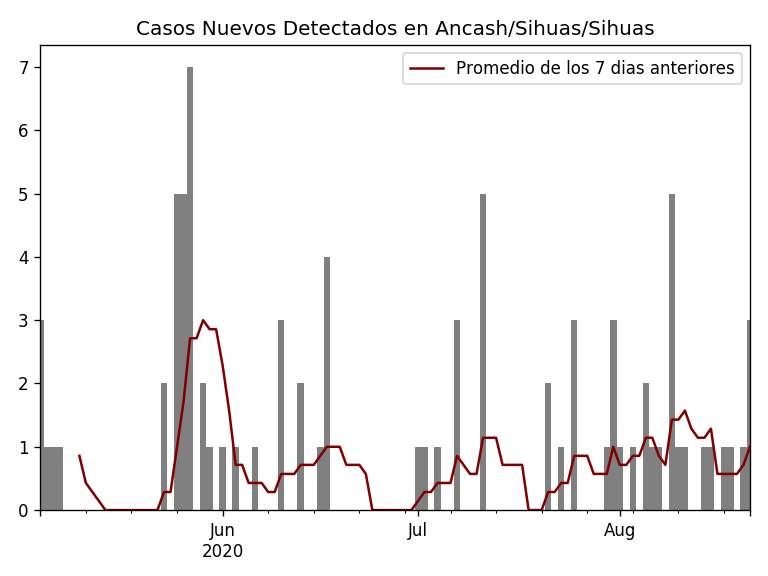 Casos Nuevos Detectados en Ancash/Sihuas/Sihuas
Promedio de los 7 dias anteriores
7
6
5
4
3
2
1
0
Jun
2020
Jul
Aug